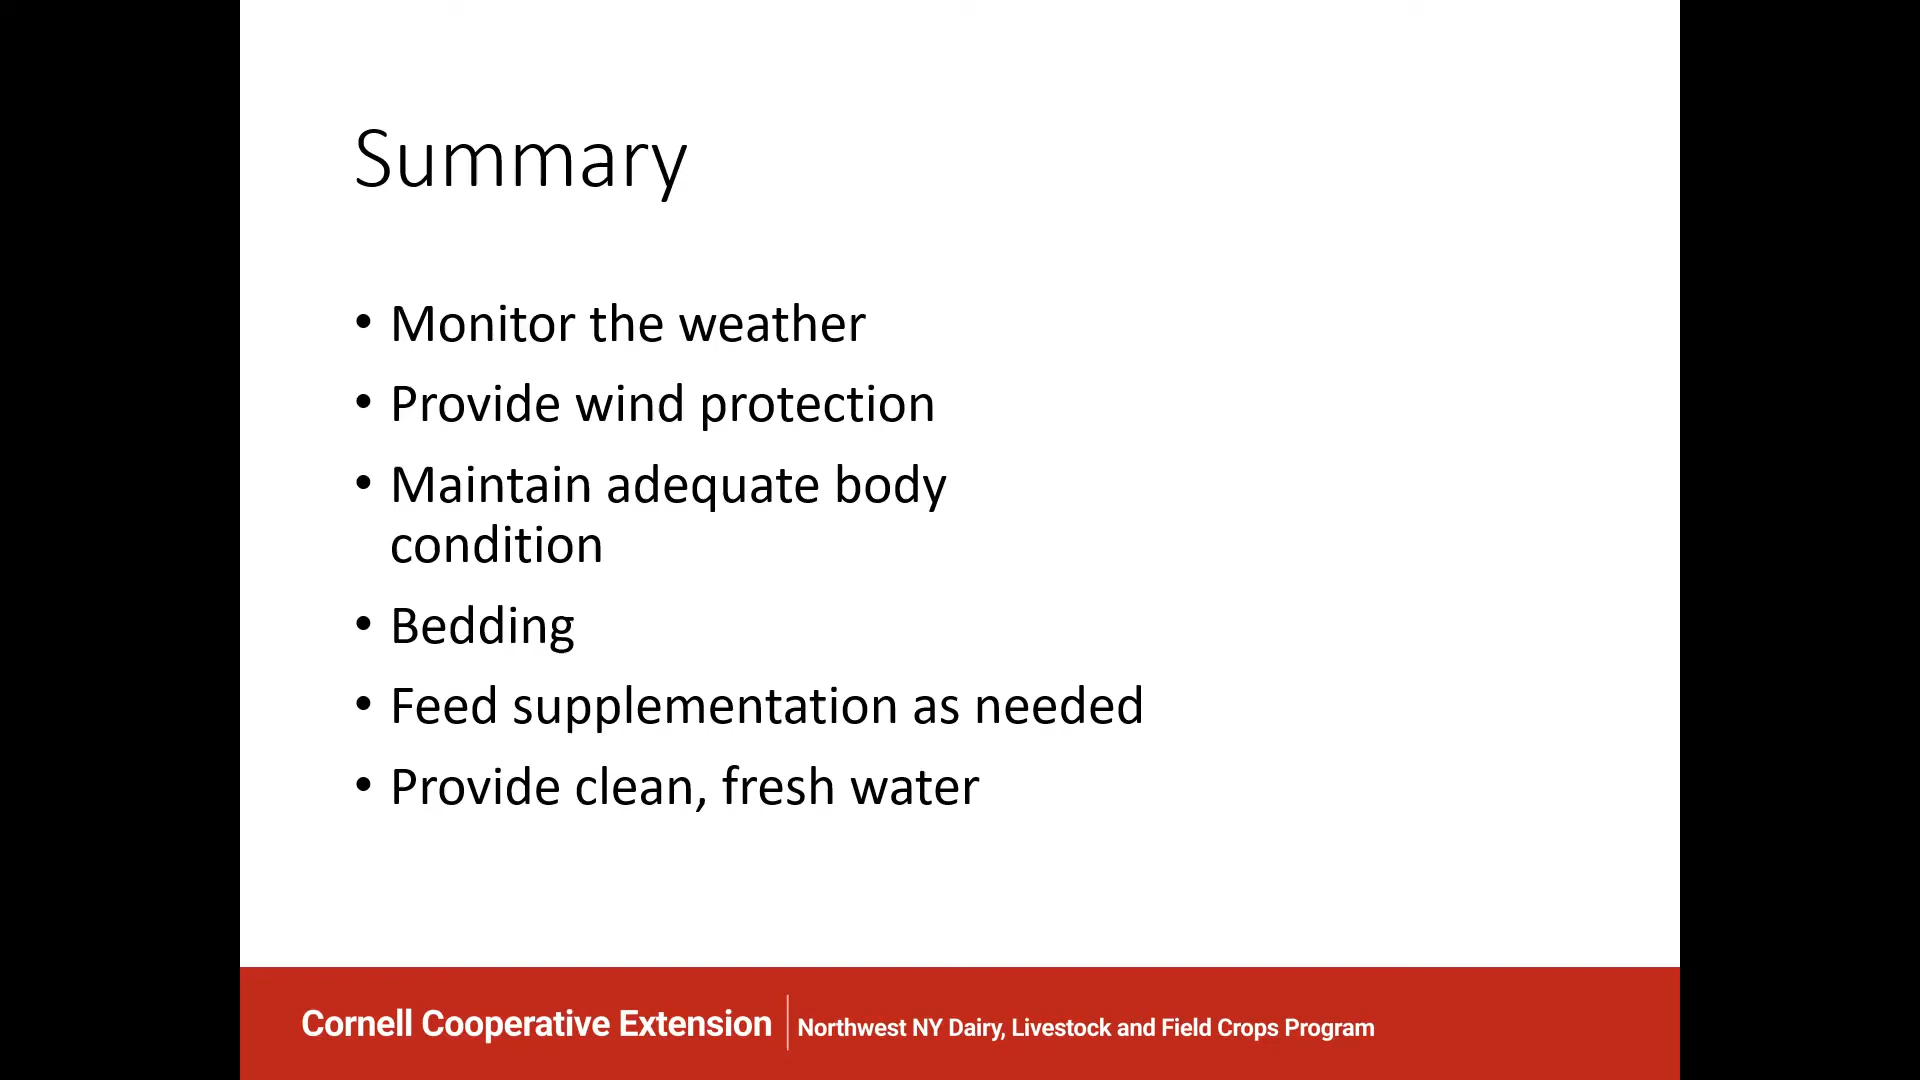 Summary
• Monitor the weather
• Provide wind protection
• Maintain adequate body
condition
• Bedding
• Feed supplementation as needed
• Provide clean, fresh water
Cornell Cooperative Extension | Northwest NY Dairy, Livestock and Field Crops Program